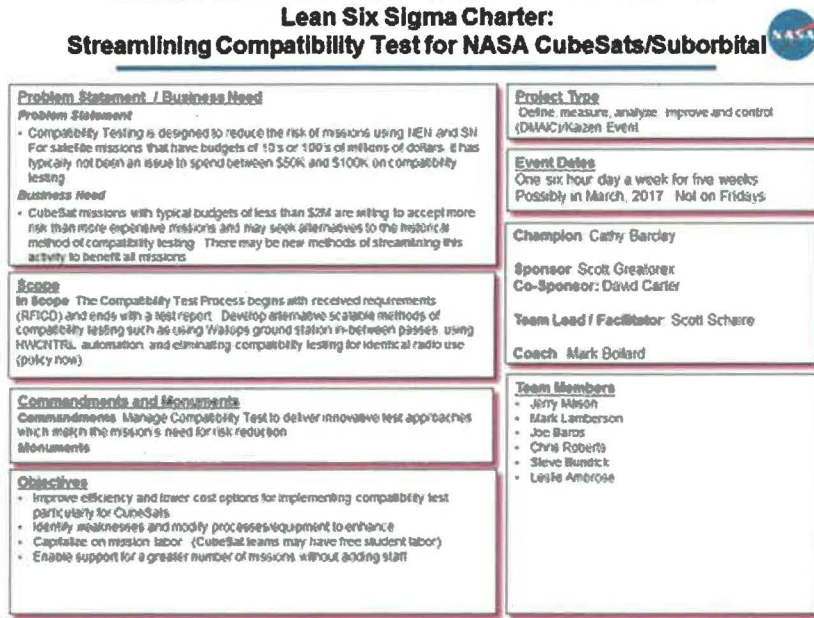 Lean Six Sigma Charter:
Streamlining Compatibility Test for NASA CubeSats/Suborbital
NASA
Problem Statement / Business Need
Problem Statement
• Compatibility Testing is designed to reduce the risk of missions using NEN and SN
For satellite missions that have budgets of 10's or 100's of millions of dollars, it has
typically not been an issue to spend between $50K and $100K on compatibility
testing
Business Need
• CubeSat missions with typical budgets of less than $2M are willing to accept more
risk than more expensive missions and may seek alternatives to the historical
method of compatibility testing There may be new methods of streamlining this
activity to benefit all missions
Scope
In Scope The Compatibility Test Process begins with received requirements
(RFICD) and ends with a test report Develop alternative scalable methods of
compatibility testing such as using Wallops ground station in-between passes, using
HWCNTRL, automation, and eliminating compatibility testing for identical radio use
(policy now)
Commandments and Monuments
Commandments Manage Compatibility Test to deliver innovative test approaches
which match the mission's need for risk reduction
Monuments
Objectives
• Improve efficiency and lower cost options for implementing compatibility test
particularly for CubeSats
• Identify weaknesses and modify processes/equipment to enhance
• Capitalize on mission labor (CubeSat teams may have free student labor)
• Enable support for a greater number of missions without adding staff
Project Type
Define, measure, analyze, improve and control
(DMAIC)/Kaizen Event
Event Dates
One six hour day a week for five weeks
Possibly in March, 2017 Not on Fridays
Champion Cathy Barclay
Sponsor Scott Greatorex
Co-Sponsor: David Carter
Team Lead / Facilitator Scott Schaire
Coach Mark Bollard
Team Members
• Jerry Mason
• Mark Lamberson
• Joe Baros
• Chris Roberts
• Steve Bundick
• Leslie Ambrose